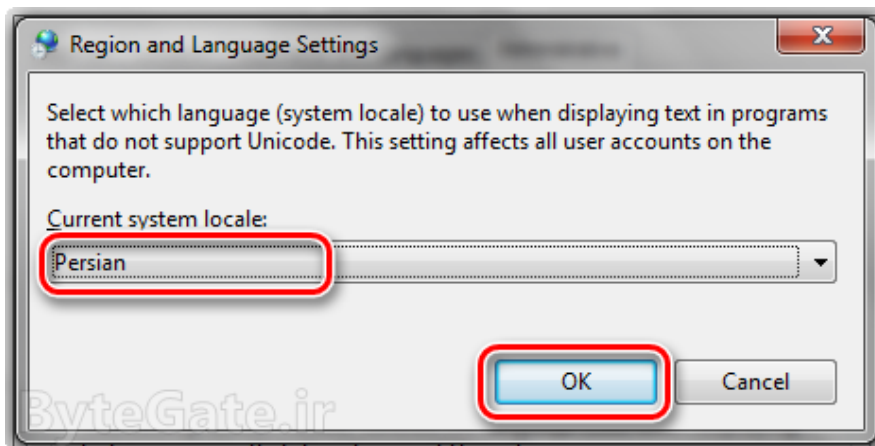 Region and Language Settings
Select which language (system locale) to use when displaying text in programs
that do not support Unicode. This setting affects all user accounts on the
computer.
Current system locale:
Persian
OK Cancel
ByteGate.ir